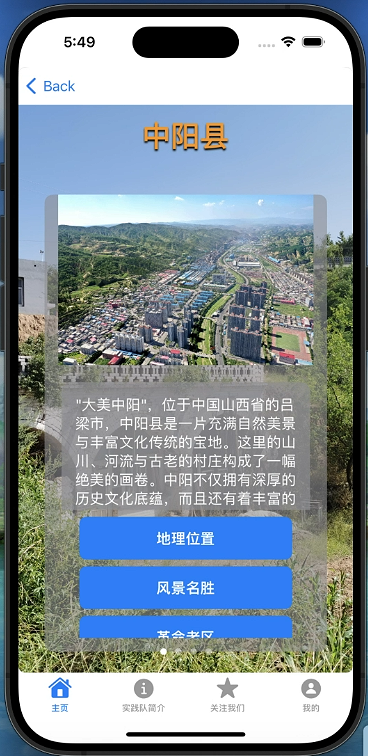 5:49
Back
中阳县
"大美中阳"，位于中国山西省的吕
梁市，中阳县是一片充满自然美景
与丰富文化传统的宝地。这里的山
川、河流与古老的村庄构成了一幅
绝美的画卷。中阳不仅拥有深厚的
历史文化底蕴，而且还有着丰富的
地理位置
风景名胜
革命老区
主页
实践队简介
关注我们
我的